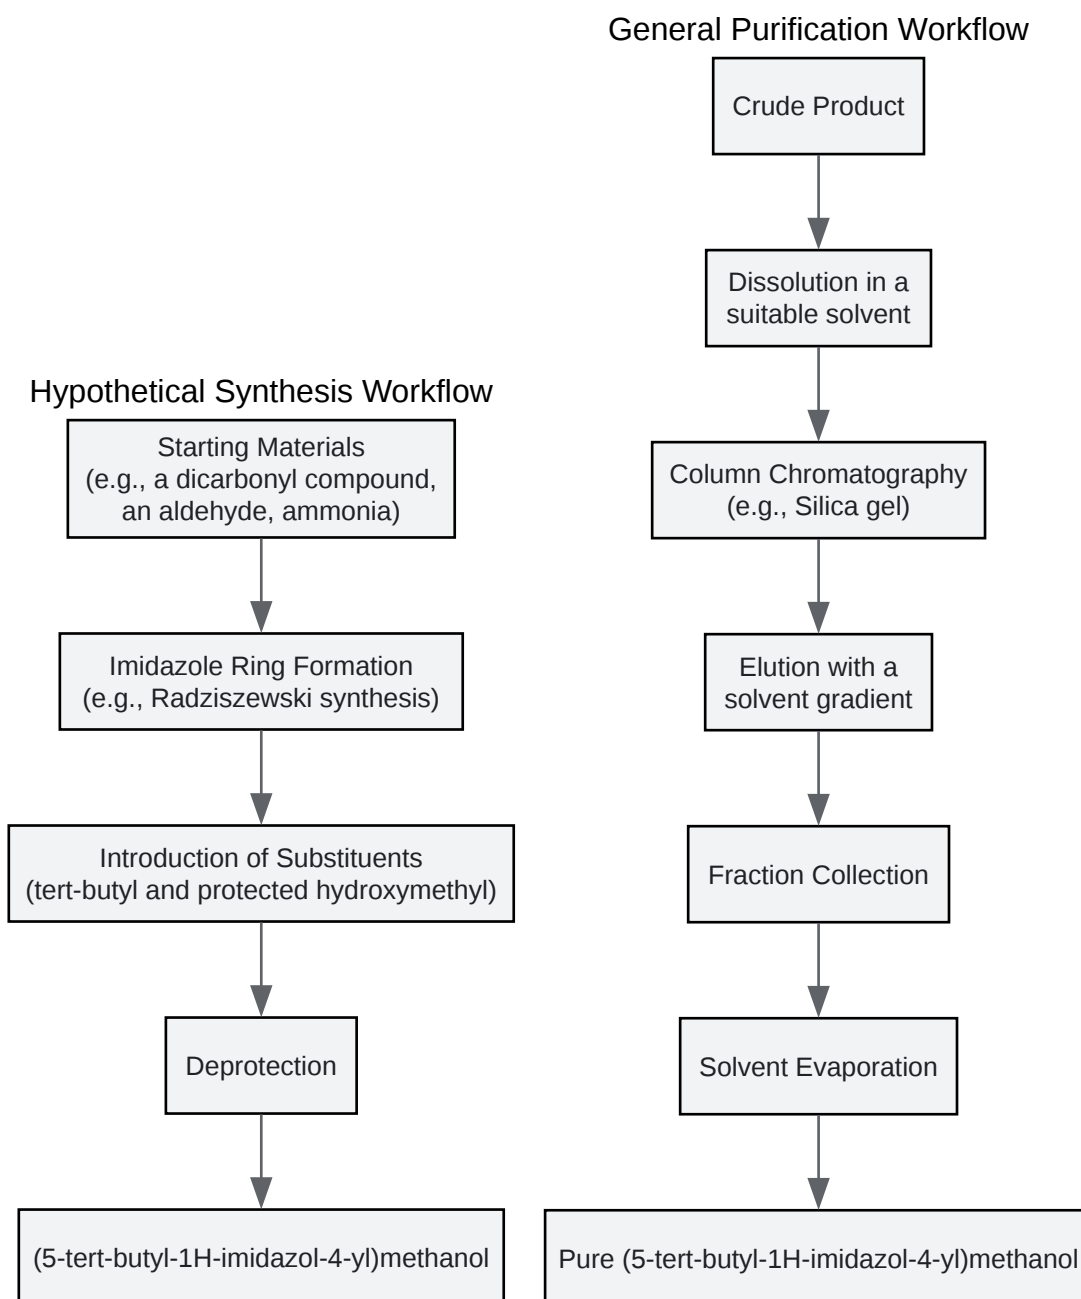 Hypothetical Synthesis Workflow
Starting Materials
(e.g., a dicarbonyl compound,
an aldehyde, ammonia)
Imidazole Ring Formation
(e.g., Radziszewski synthesis)
Introduction of Substituents
(tert-butyl and protected hydroxymethyl)
Deprotection
(5-tert-butyl-1H-imidazol-4-yl)methanol
General Purification Workflow
Crude Product
Dissolution in a
suitable solvent
Column Chromatography
(e.g., Silica gel)
Elution with a
solvent gradient
Fraction Collection
Solvent Evaporation
Pure (5-tert-butyl-1H-imidazol-4-yl)methanol